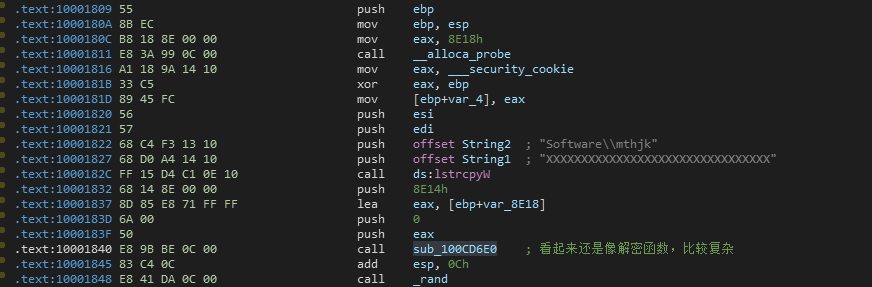 .text:10001809 55 push ebp
.text:1000180A 8B EC mov ebp, esp
.text:1000180C B8 18 8E 00 00 mov eax, 8E18h
.text:10001811 E8 3A 99 0C 00 call __alloca_probe
.text:10001816 A1 18 9A 14 10 mov eax, ___security_cookie
.text:1000181B 33 C5 xor eax, ebp
.text:1000181D 89 45 FC mov [ebp+var_4], eax
.text:10001820 56 push esi
.text:10001821 57 push edi
.text:10001822 68 C4 F3 13 10 push offset String2 ; "Software\\mthjk"
.text:10001827 68 D0 A4 14 10 push offset String1 ; "XXXXXXXXXXXXXXXXXXXXXXXXXXXXXXXX"
.text:1000182C FF 15 D4 C1 0E 10 call ds:lstrcpyW
.text:10001832 68 14 8E 00 00 push 8E14h
.text:10001837 8D 85 E8 71 FF FF lea eax, [ebp+var_8E18]
.text:1000183D 6A 00 push 0
.text:1000183F 50 push eax
.text:10001840 E8 9B BE 0C 00 call sub_100CD6E0 ; 看起来还是像解密函数，比较复杂
.text:10001845 83 C4 0C add esp, 0Ch
.text:10001848 E8 41 DA 0C 00 call _rand